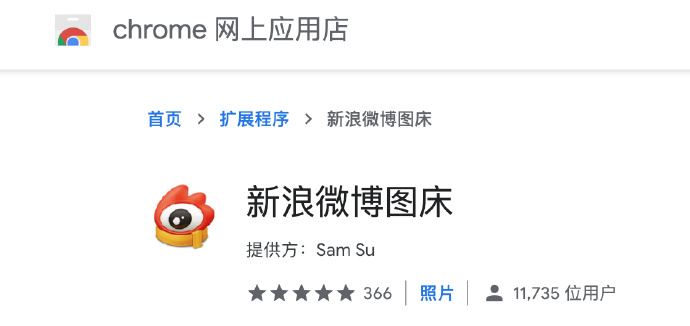 chrome 网上应用店
首页 > 扩展程序 > 新浪微博图床
新浪微博图床
提供方：Sam Su
★★★★★ 366 | 照片 | 11,735 位用户